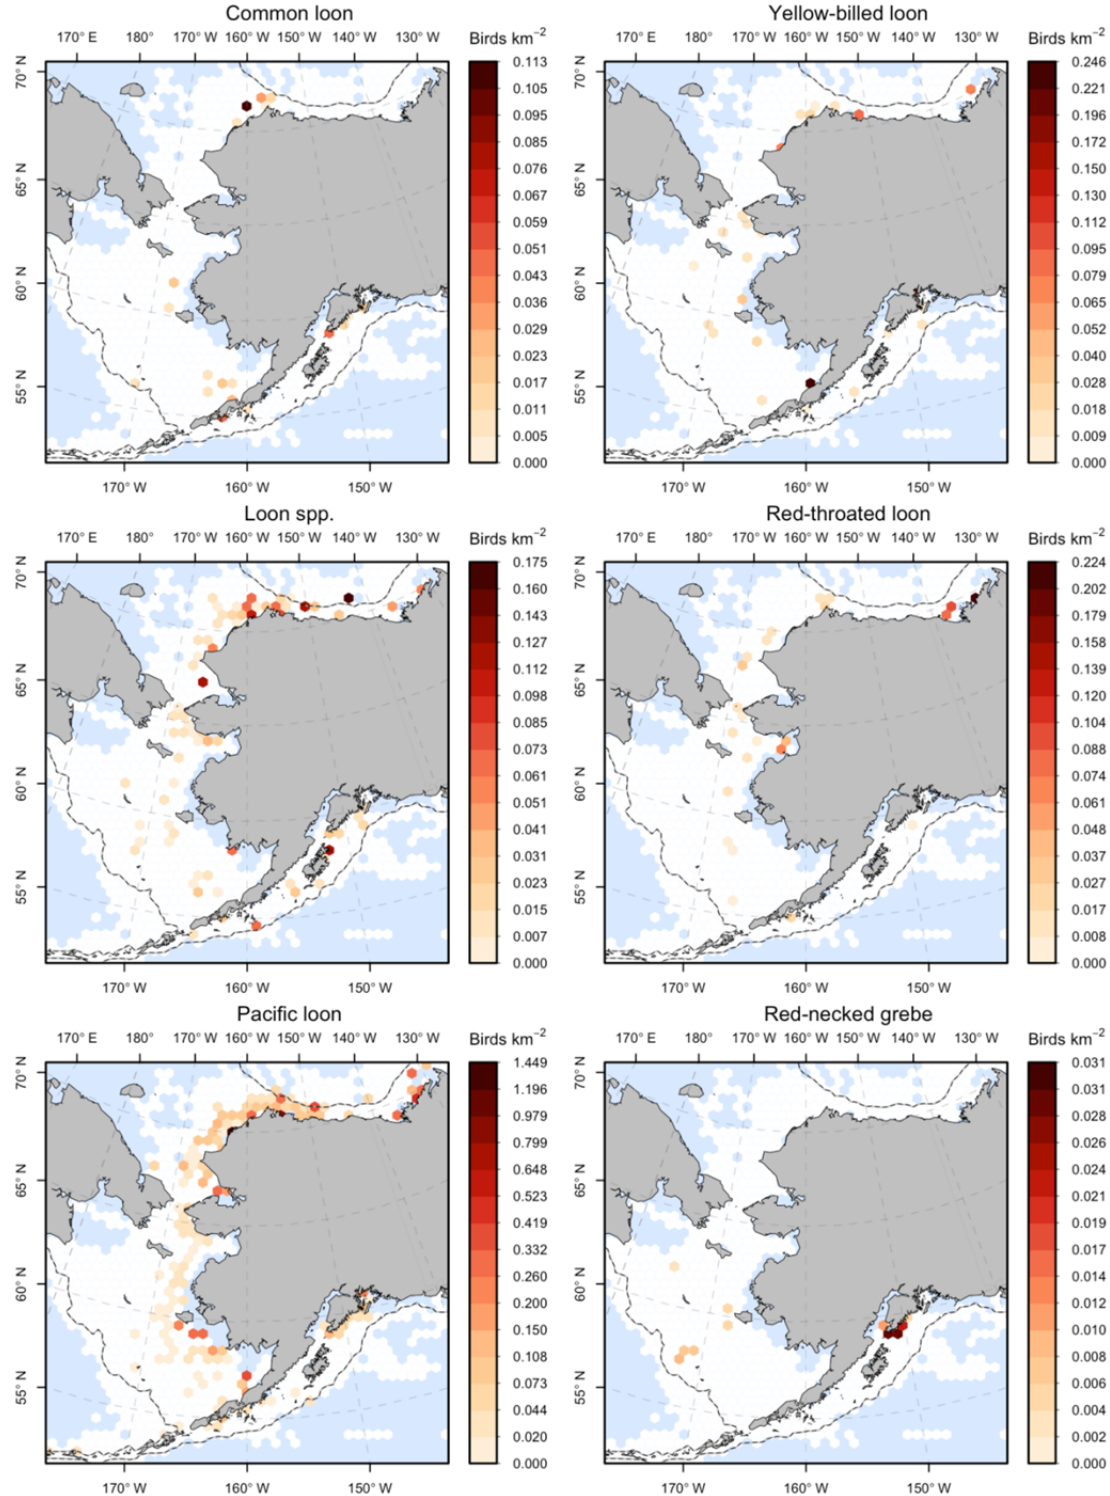 Common loon
170° E 180° 170° W 160° W 150° W 140° W 130° W
Birds km⁻²
70° N
65° N
60° N
55° N
170° W 160° W 150° W
0.113
0.105
0.095
0.085
0.076
0.067
0.059
0.051
0.043
0.036
0.029
0.023
0.017
0.011
0.005
0.000
Yellow-billed loon
170° E 180° 170° W 160° W 150° W 140° W 130° W
Birds km⁻²
70° N
65° N
60° N
55° N
170° W 160° W 150° W
0.246
0.221
0.196
0.172
0.150
0.130
0.112
0.095
0.079
0.065
0.052
0.040
0.028
0.018
0.009
0.000
Loon spp.
170° E 180° 170° W 160° W 150° W 140° W 130° W
Birds km⁻²
70° N
65° N
60° N
55° N
170° W 160° W 150° W
0.175
0.160
0.143
0.127
0.112
0.098
0.085
0.073
0.061
0.051
0.041
0.031
0.023
0.015
0.007
0.000
Red-throated loon
170° E 180° 170° W 160° W 150° W 140° W 130° W
Birds km⁻²
70° N
65° N
60° N
55° N
170° W 160° W 150° W
0.224
0.202
0.179
0.158
0.139
0.120
0.104
0.088
0.074
0.061
0.048
0.037
0.027
0.017
0.008
0.000
Pacific loon
170° E 180° 170° W 160° W 150° W 140° W 130° W
Birds km⁻²
70° N
65° N
60° N
55° N
170° W 160° W 150° W
1.449
1.196
0.979
0.799
0.648
0.523
0.419
0.332
0.260
0.200
0.150
0.108
0.073
0.044
0.020
0.000
Red-necked grebe
170° E 180° 170° W 160° W 150° W 140° W 130° W
Birds km⁻²
70° N
65° N
60° N
55° N
170° W 160° W 150° W
0.031
0.031
0.028
0.026
0.024
0.021
0.019
0.017
0.014
0.012
0.010
0.008
0.006
0.004
0.002
0.000